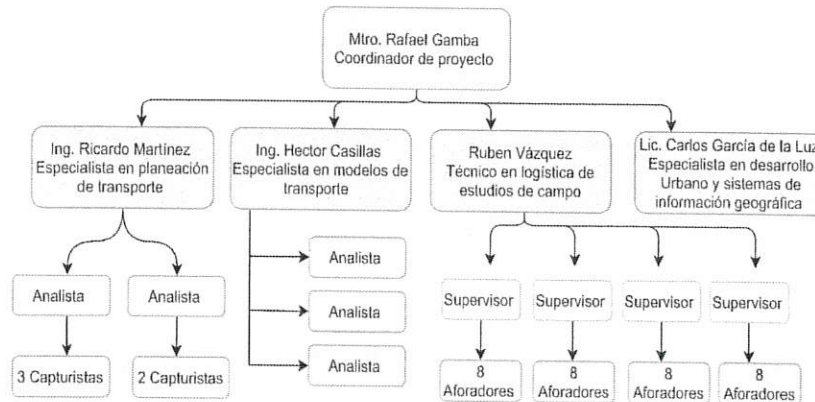 Mtro. Rafael Gamba
Coordinador de proyecto
Ing. Ricardo Martínez
Especialista en planeación
de transporte
Ing. Hector Casillas
Especialista en modelos de
transporte
Ruben Vázquez
Técnico en logística de
estudios de campo
Lic. Carlos García de la Luz
Especialista en desarrollo
Urbano y sistemas de
información geográfica
Analista
Analista
3 Capturistas
2 Capturistas
Analista
Analista
Analista
Supervisor
Supervisor
Supervisor
Supervisor
8
Aforadores
8
Aforadores
8
Aforadores
8
Aforadores